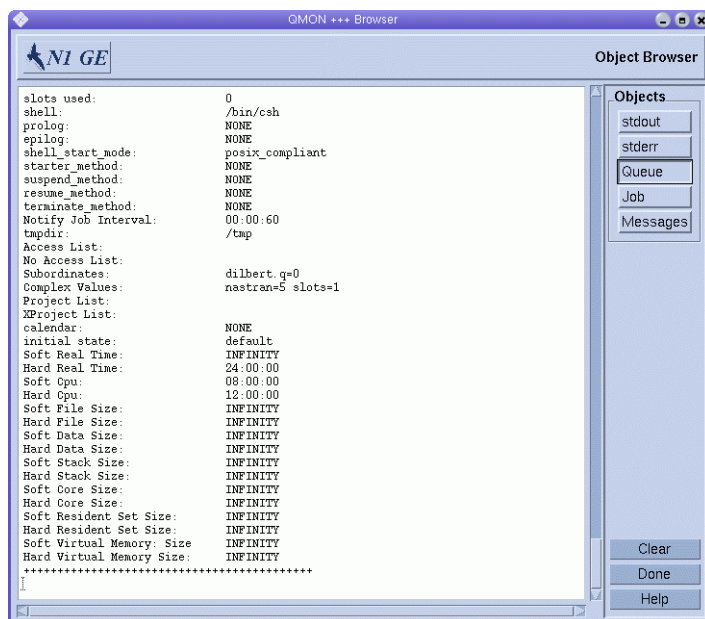 QMON +++ Browser
N1 GE
Object Browser
slots used: 0
shell: /bin/csh
prolog: NONE
epilog: NONE
shell_start_mode: posix_compliant
starter_method: NONE
suspend_method: NONE
resume_method: NONE
terminate_method: NONE
Notify Job Interval: 00:00:60
tmpdir: /tmp
Access List:
No Access List:
Subordinates: dilbert.q=0
Complex Values: nastran=5 slots=1
Project List:
XProject List:
calendar: NONE
initial state: default
Soft Real Time: INFINITY
Hard Real Time: 24:00:00
Soft Cpu: 08:00:00
Hard Cpu: 12:00:00
Soft File Size: INFINITY
Hard File Size: INFINITY
Soft Data Size: INFINITY
Hard Data Size: INFINITY
Soft Stack Size: INFINITY
Hard Stack Size: INFINITY
Soft Core Size: INFINITY
Hard Core Size: INFINITY
Soft Resident Set Size: INFINITY
Hard Resident Set Size: INFINITY
Soft Virtual Memory: Size INFINITY
Hard Virtual Memory Size: INFINITY
+++++++++++++++++++++++++++++++++++++++++++
Objects
stdout
stderr
Queue
Job
Messages
Clear
Done
Help